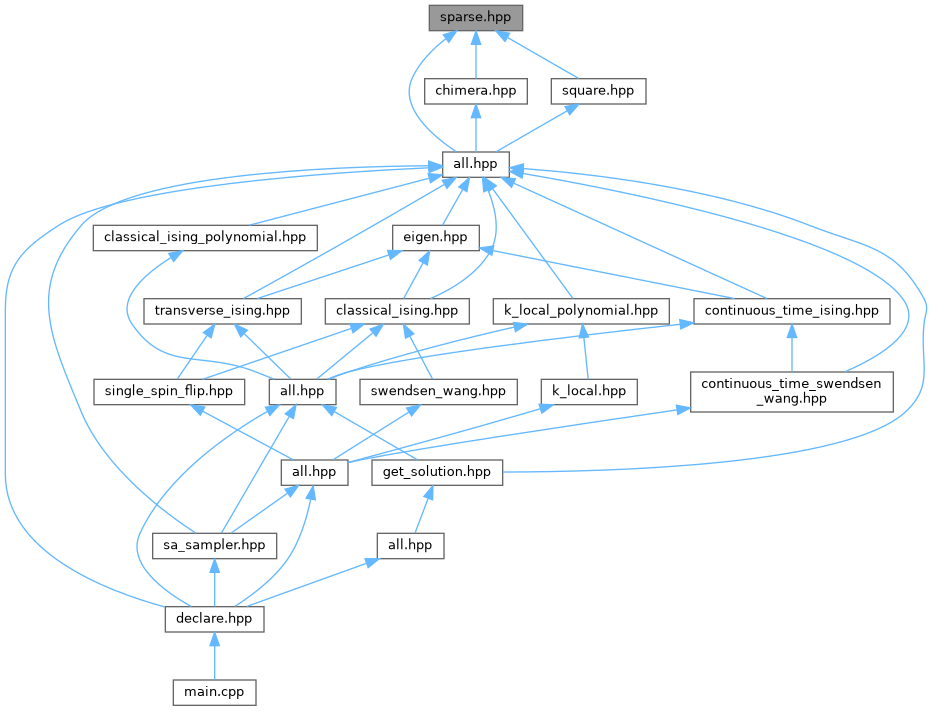 sparse.hpp
chimera.hpp
square.hpp
all.hpp
classical_ising_polynomial.hpp
eigen.hpp
transverse_ising.hpp
classical_ising.hpp
k_local_polynomial.hpp
continuous_time_ising.hpp
single_spin_flip.hpp
all.hpp
swendsen_wang.hpp
k_local.hpp
continuous_time_swendsen
_wang.hpp
all.hpp
get_solution.hpp
sa_sampler.hpp
all.hpp
declare.hpp
main.cpp